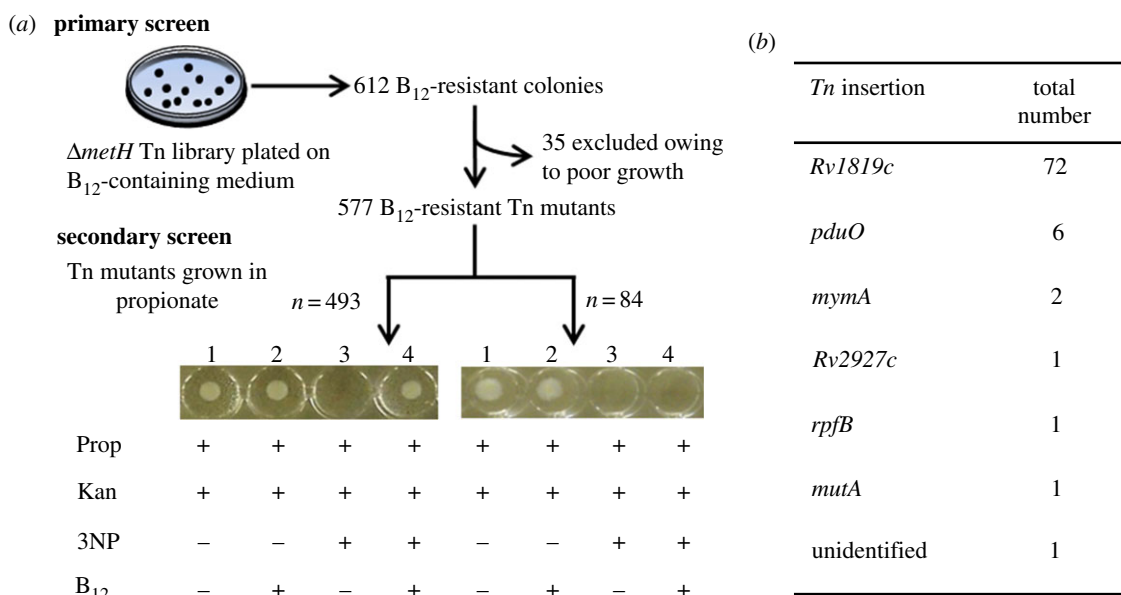 (a) primary screen
612 B₁₂-resistant colonies
ΔmetH Tn library plated on
B₁₂-containing medium
35 excluded owing
to poor growth
577 B₁₂-resistant Tn mutants
secondary screen
Tn mutants grown in
propionate
n = 493
n = 84
1 2 3 4 1 2 3 4
Prop + + + + + + + +
Kan + + + + + + + +
3NP – – + + – – + +
B₁₂ – + – + – + – +
(b)
Tn insertion total
number
Rv1819c 72
pduO 6
mymA 2
Rv2927c 1
rpfB 1
mutA 1
unidentified 1